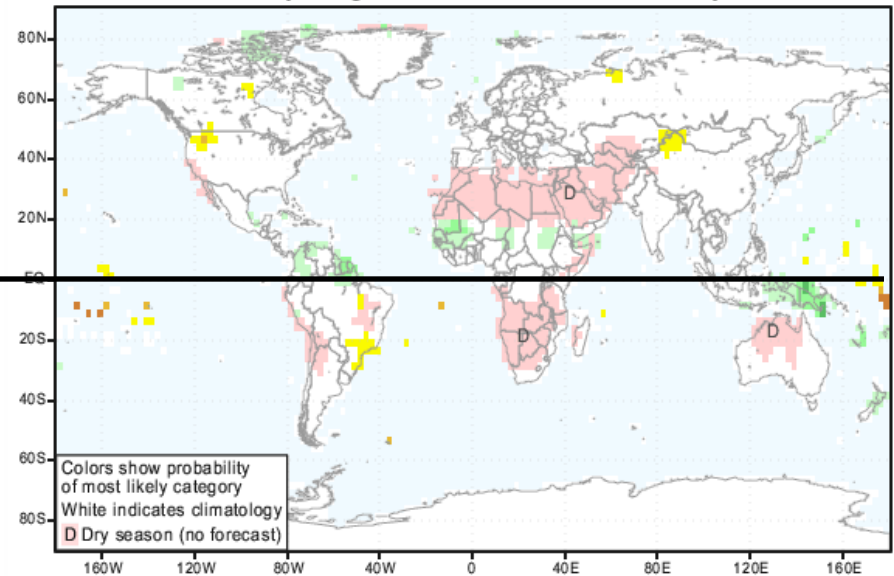 80N
60N
40N
20N
EQ
20S
40S
60S
80S
D
D
D
Colors show probability
of most likely category
White indicates climatology
D Dry season (no forecast)
160W 120W 80W 40W 0 40E 80E 120E 160E